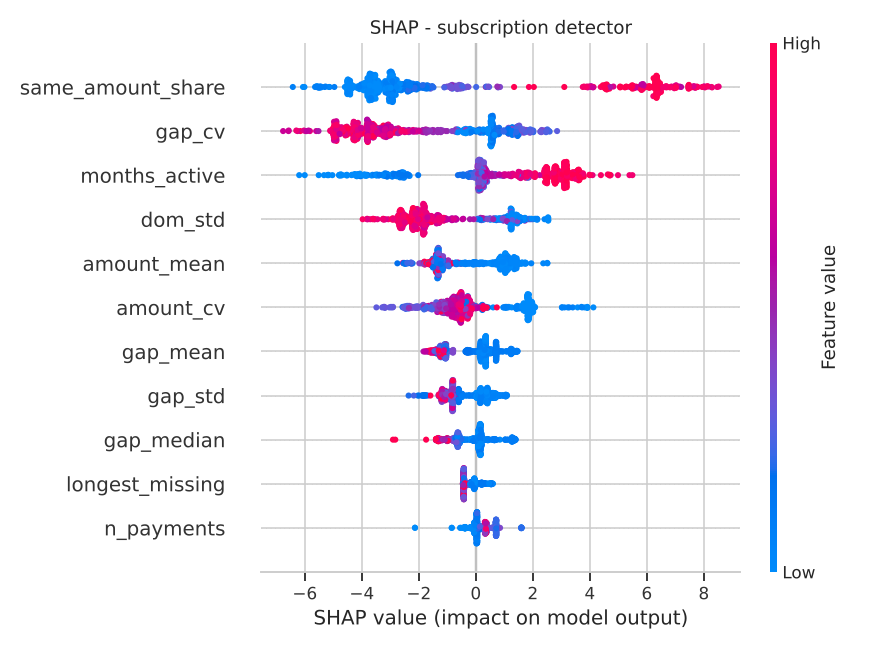 SHAP - subscription detector
High
same_amount_share
gap_cv
months_active
dom_std
amount_mean
amount_cv
gap_mean
gap_std
gap_median
longest_missing
n_payments
Feature value
Low
−6 −4 −2 0 2 4 6 8
SHAP value (impact on model output)